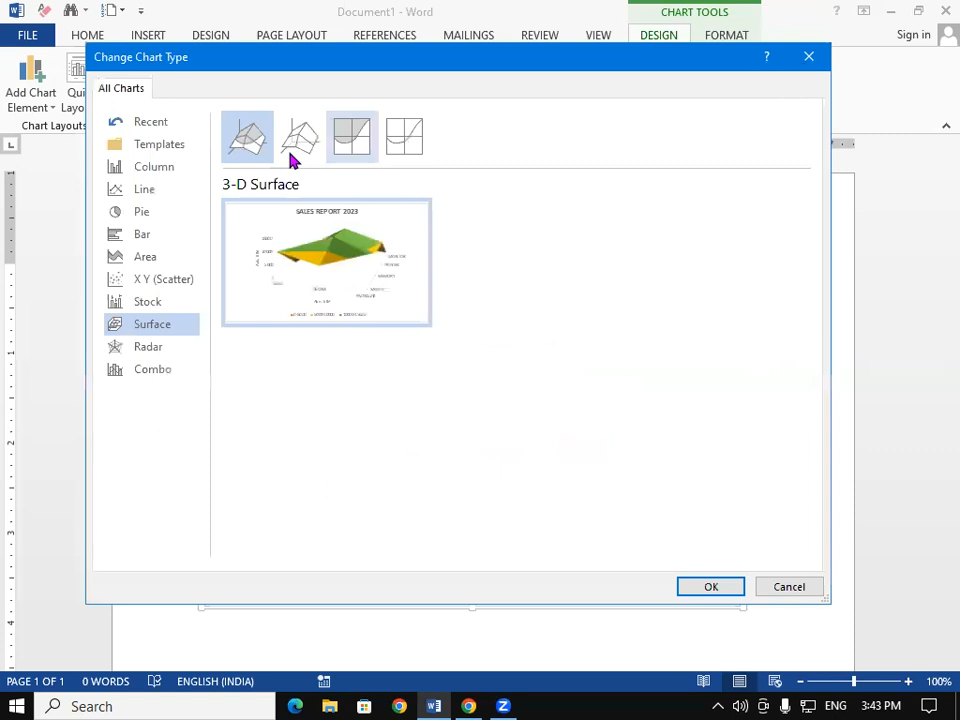 Document1 - Word
CHART TOOLS
FILE
HOME
INSERT
DESIGN
PAGE LAYOUT
REFERENCES
MAILINGS
REVIEW
VIEW
DESIGN
FORMAT
Sign in
Add Chart
Element
Qui
Layo
Chart Layouts
Change Chart Type
All Charts
Recent
Templates
Column
Line
Pie
Bar
Area
X Y (Scatter)
Stock
Surface
Radar
Combo
3-D Surface
SALES REPORT 2023
OK
Cancel
PAGE 1 OF 1
0 WORDS
ENGLISH (INDIA)
100%
Search
ENG
3:43 PM